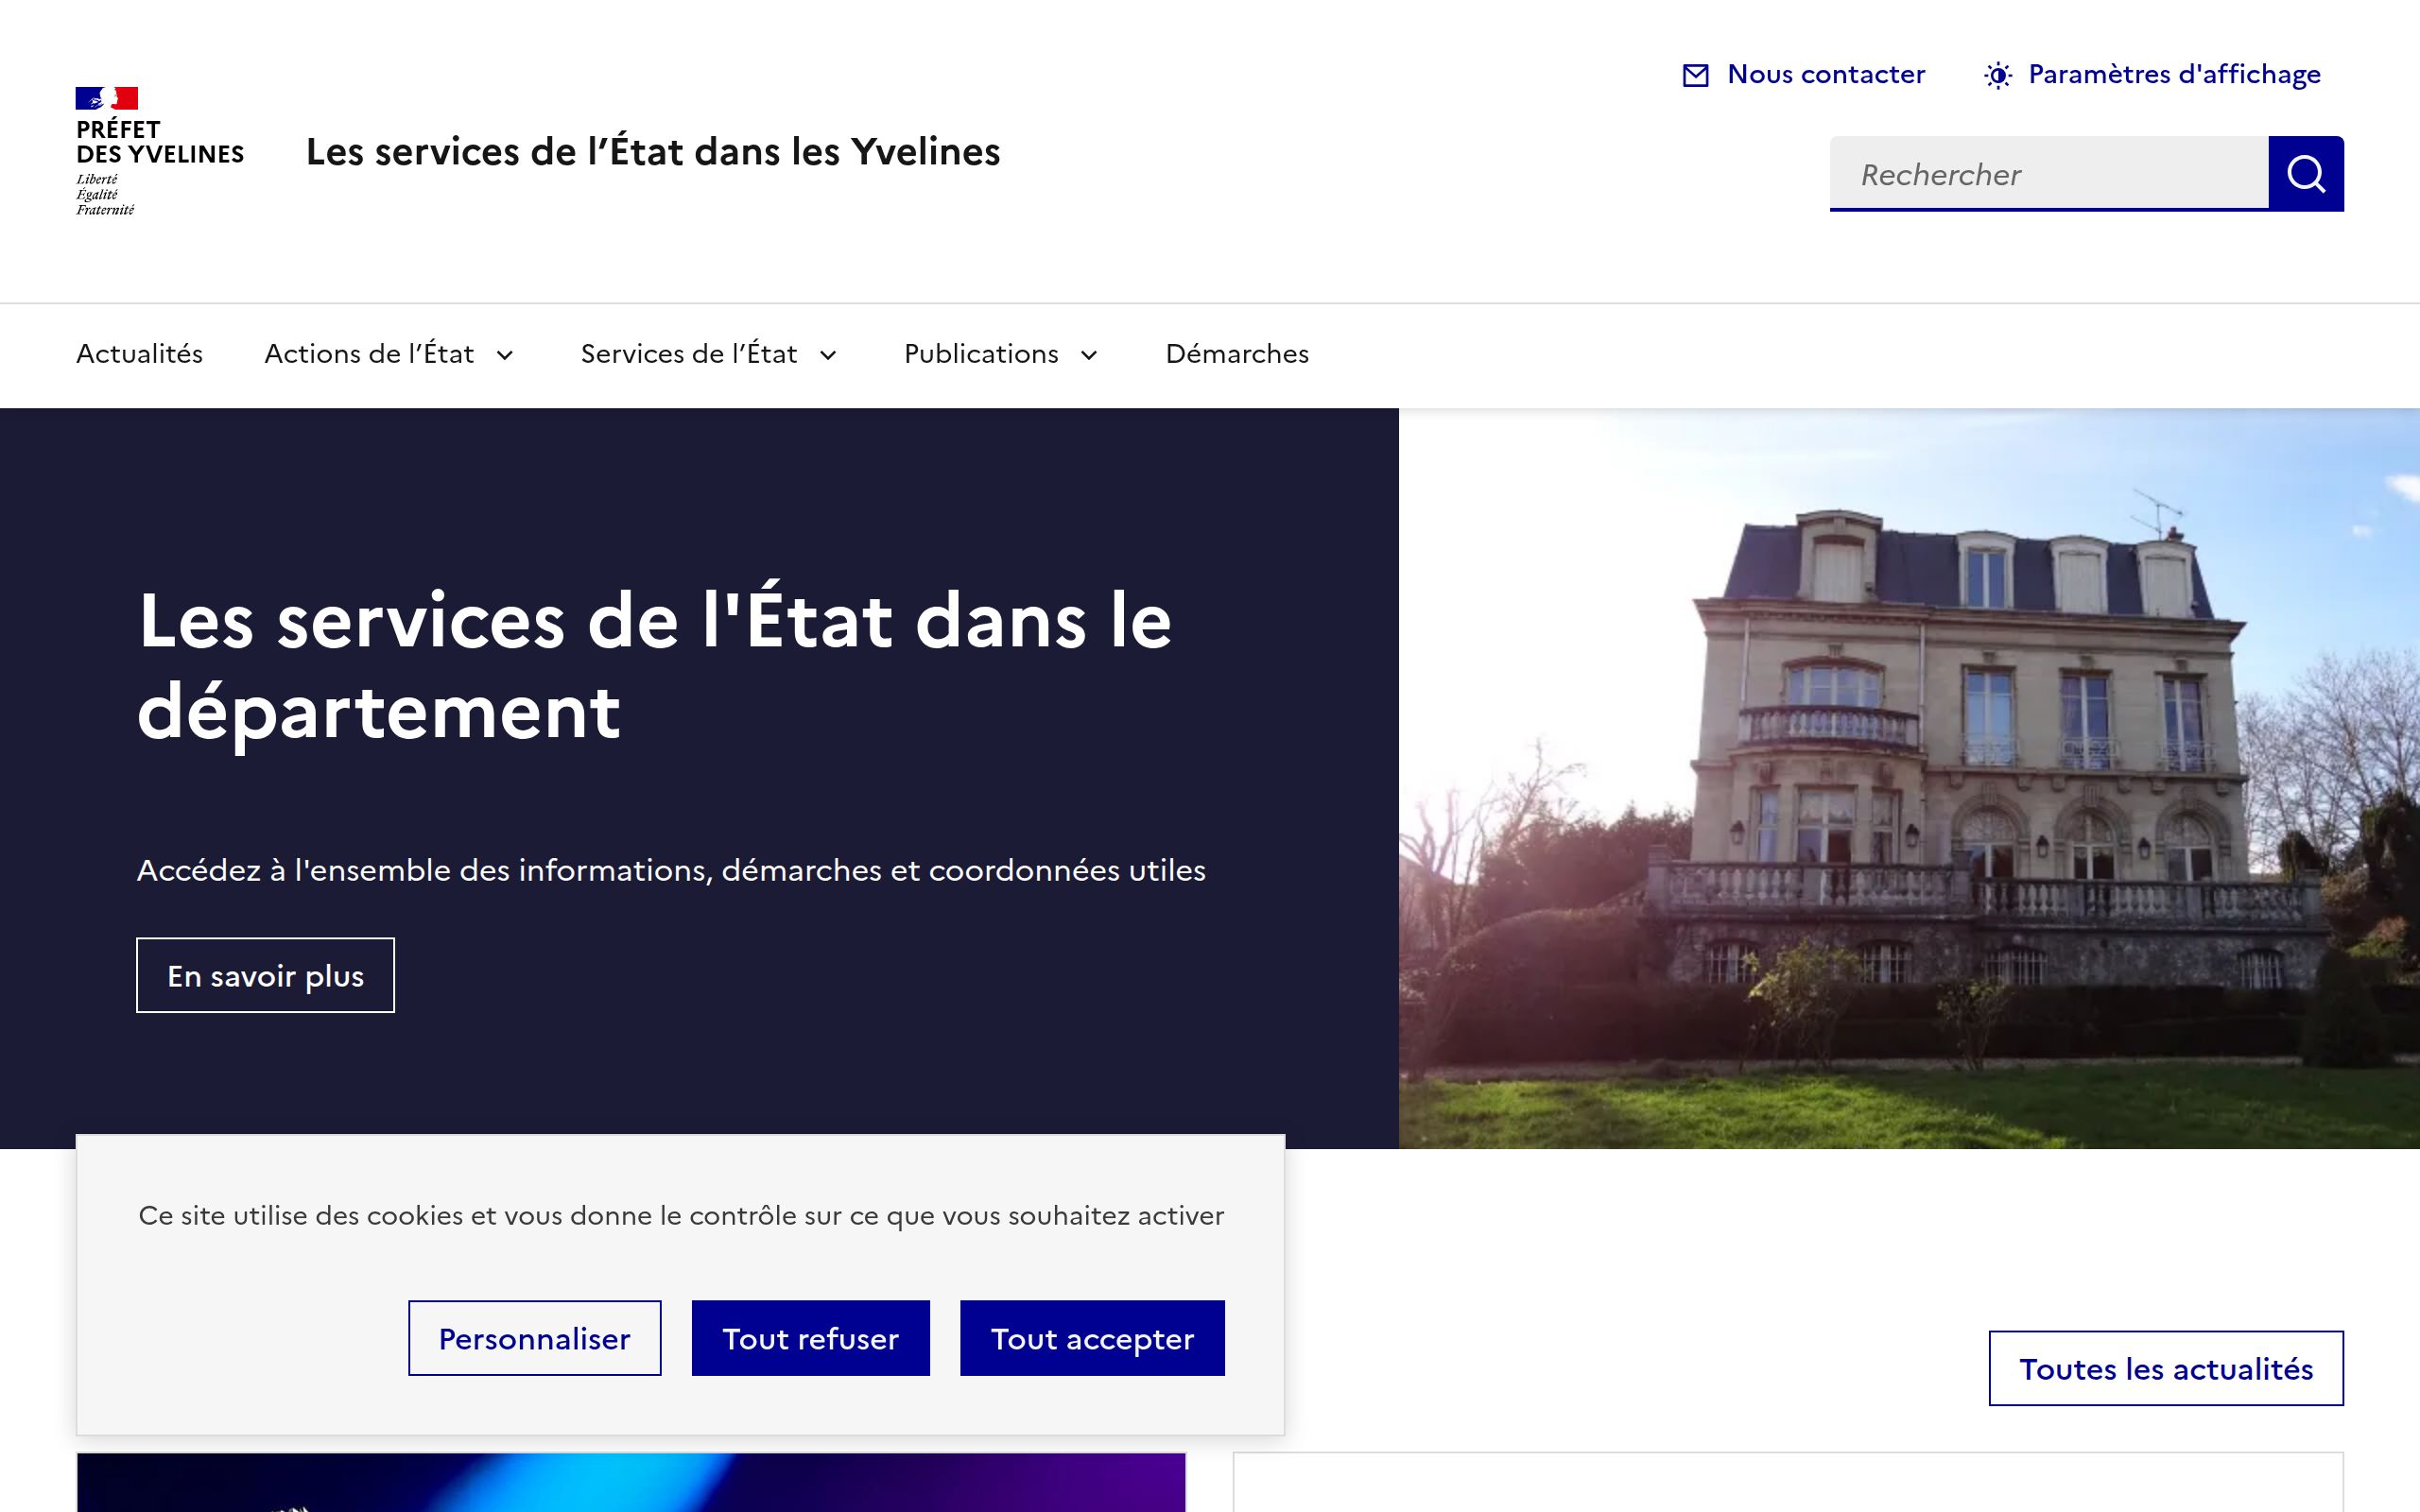 Nous contacter
Paramètres d'affichage
PRÉFET
DES YVELINES
Liberté
Égalité
Fraternité
Les services de l’État dans les Yvelines
Rechercher
Actualités
Actions de l’État
Services de l’État
Publications
Démarches
Les services de l'État dans le
département
Accédez à l'ensemble des informations, démarches et coordonnées utiles
En savoir plus
Ce site utilise des cookies et vous donne le contrôle sur ce que vous souhaitez activer
Personnaliser
Tout refuser
Tout accepter
Toutes les actualités